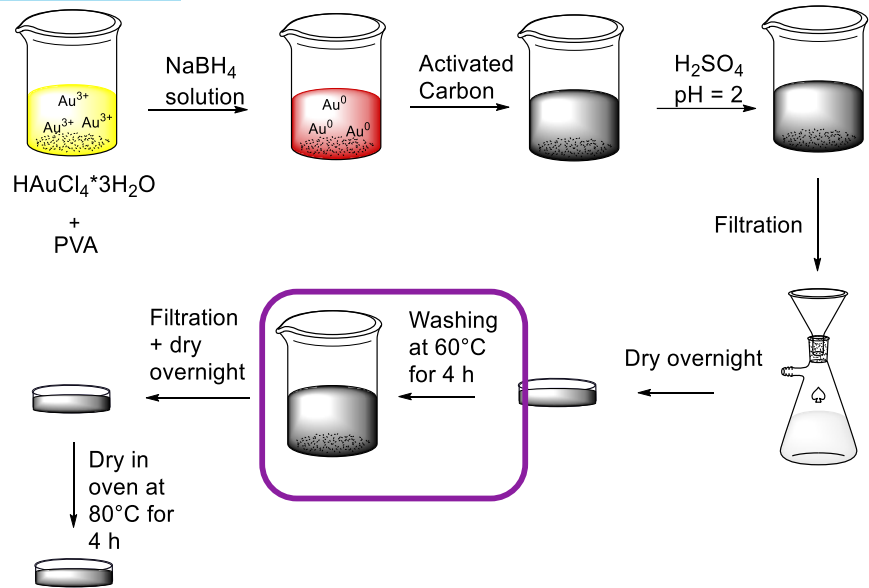 NaBH₄
solution
Activated
Carbon
H₂SO₄
pH = 2
Au³⁺
Au³⁺ Au³⁺
Au⁰
Au⁰ Au⁰
HAuCl₄*3H₂O
+
PVA
Filtration
Filtration
+ dry
overnight
Washing
at 60°C
for 4 h
Dry overnight
Dry in
oven at
80°C for
4 h